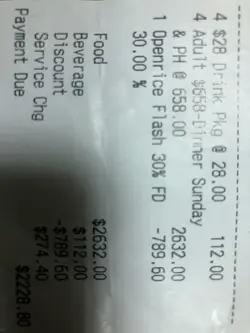 4 $28 Drink Pkg @ 28.00 112.00
4 Adult $658-Dinner Sunday
& PH @ 658.00 2632.00
1 Openrice Flash 30% FD -789.60
30.00 %
Food $2632.00
Beverage $112.00
Discount -$789.60
Service Chg $274.40
Payment Due $2228.80